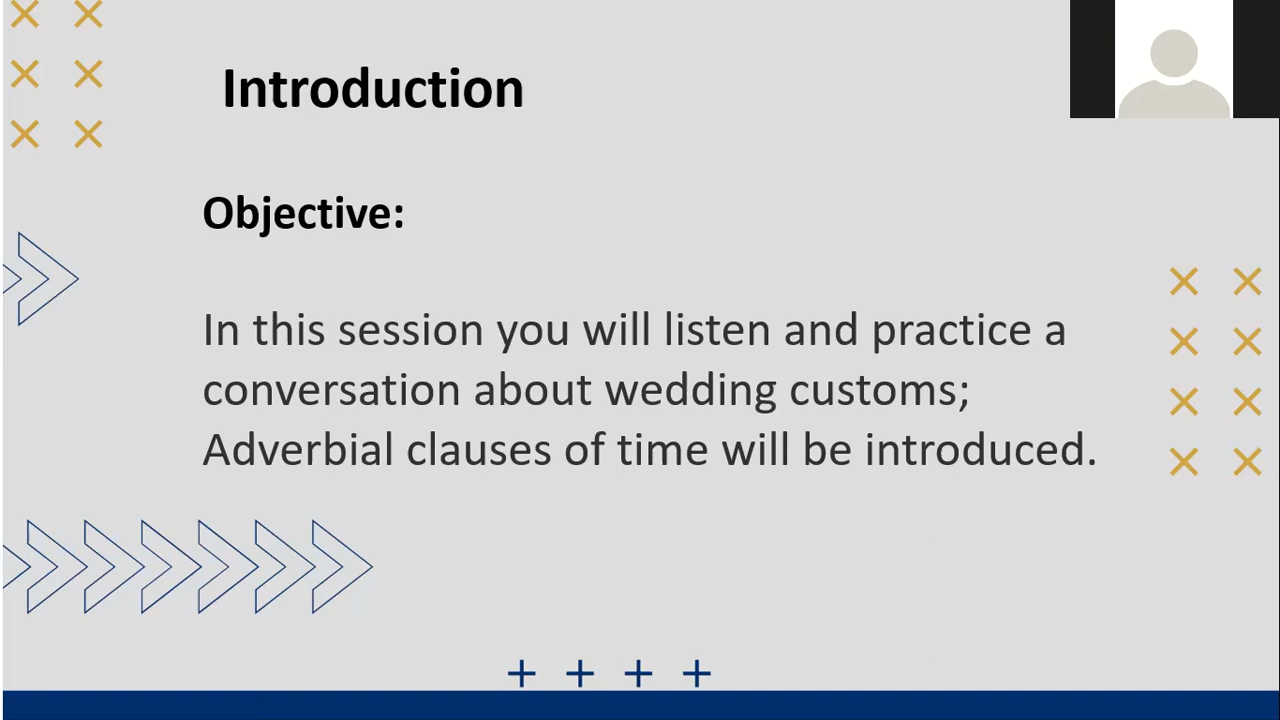 Introduction
Objective:
In this session you will listen and practice a
conversation about wedding customs;
Adverbial clauses of time will be introduced.